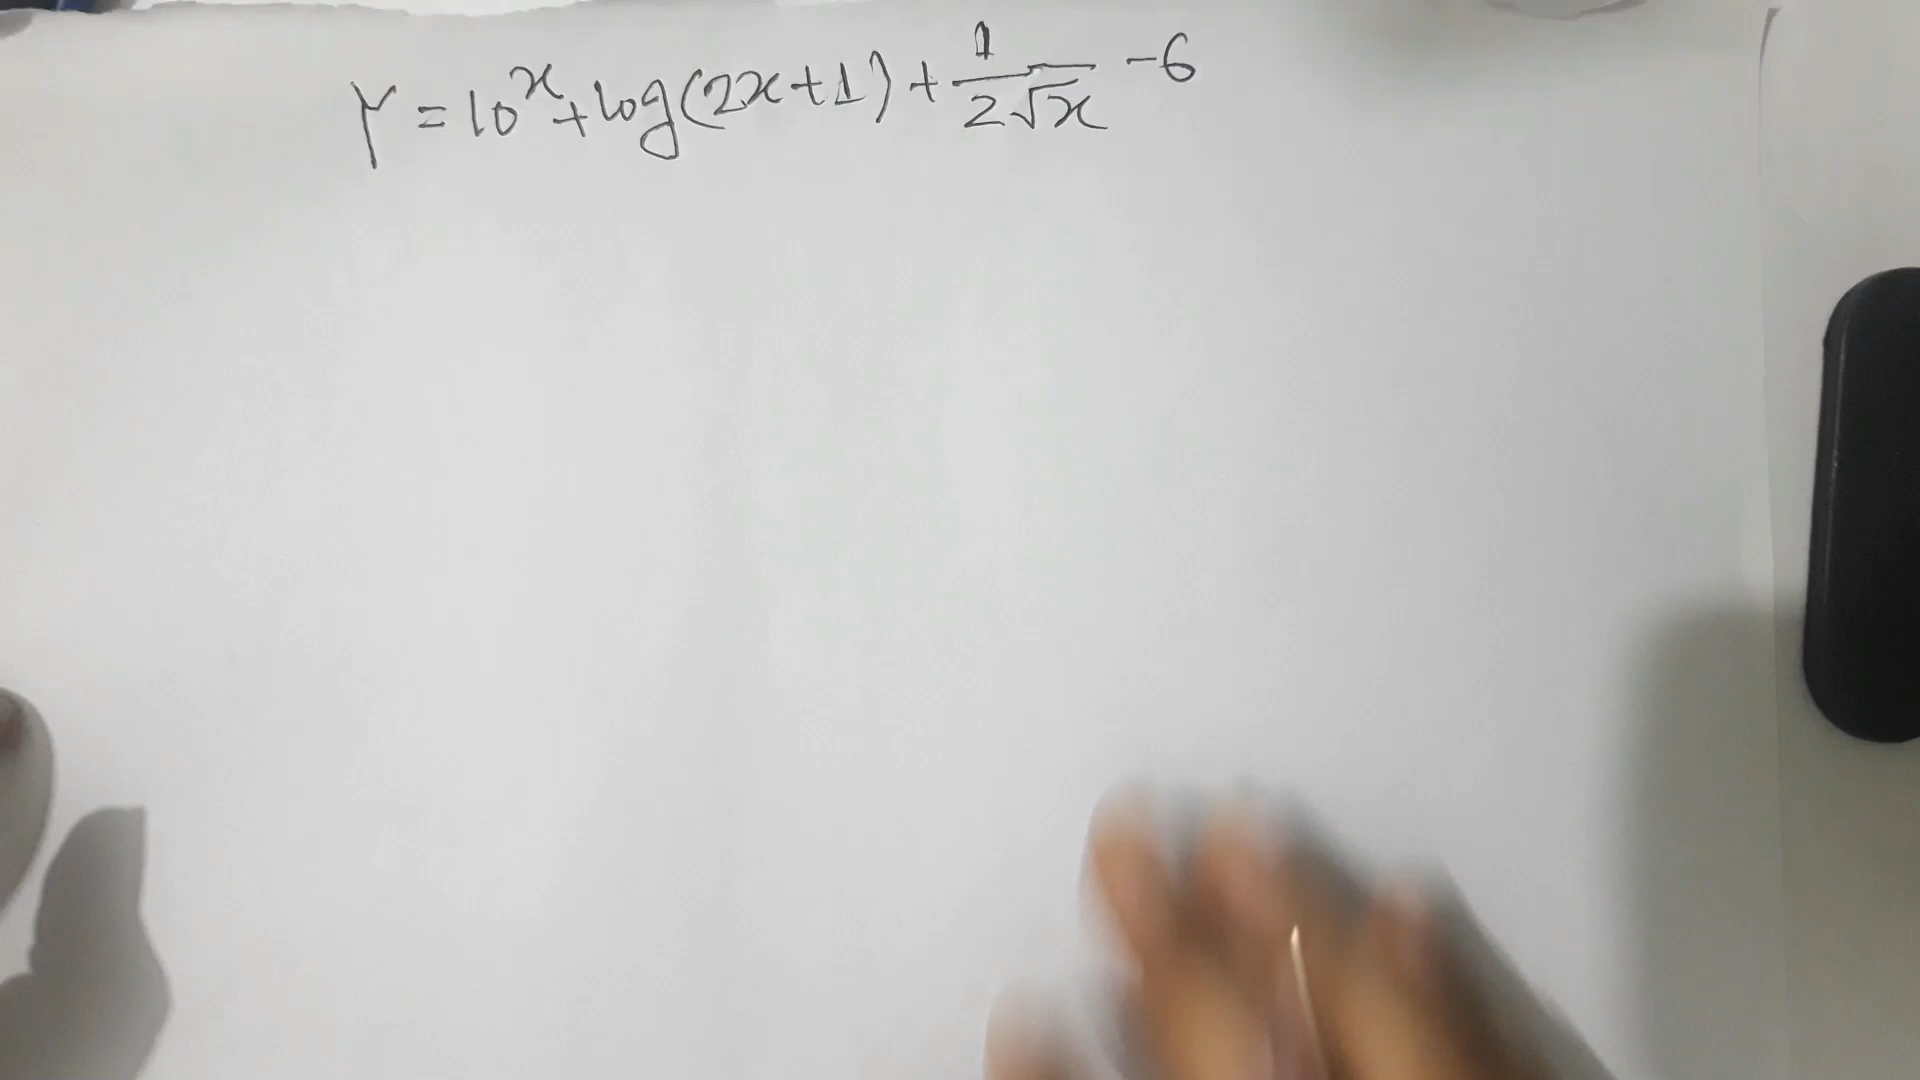 Y = 10^x + log(2x+1) + 1/(2√x) - 6